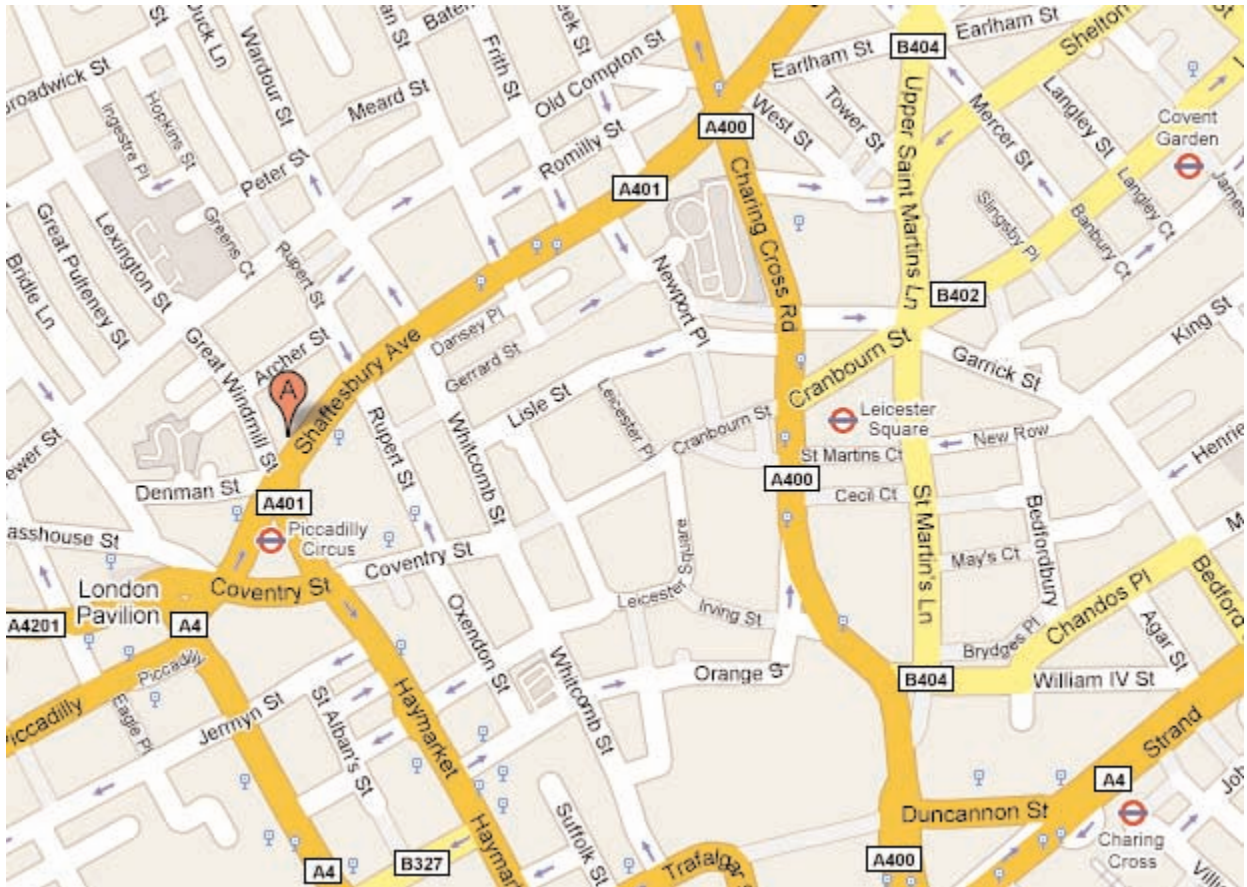 Earlham St
Earlham St
Shelton
B404
Duck Ln
Wardour St
Frith St
Old Compton St
Broadwick St
Meard St
Hopkins St
Ingestre Pl
West St
Tower St
Upper Saint Martins Ln
Mercer St
Langley St
Covent
Garden
A400
Romilly St
Peter St
A401
Charing Cross Rd
Langley Ct
James
Slingsby Pl
Banbury Ct
Great Pulteney St
Lexington St
Greens Ct
Rupert St
Bridle Ln
Newport Pl
B402
Dansey Pl
Archer St
Great Windmill St
Shaftesbury Ave
Gerrard St
Cranbourn St
Garrick St
King St
A
Lisle St
Leicester Pl
Cranbourn St
Leicester
Square
New Row
Rupert St
Whitcomb St
St Martins Ct
Denman St
A401
A400
Cecil Ct
St Martin's Ln
Bedfordbury
Piccadilly
Circus
Coventry St
Coventry St
Leicester Square
May's Ct
London
Pavilion
A4201
A4
Irving St
Chandos Pl
Bedford
Oxendon St
Brydges Pl
Agar St
Piccadilly
Piccadilly
Whitcomb St
Orange St
B404
William IV St
Eagle Pl
Jermyn St
St Alban's St
Haymarket
Strand
A4
Duncannon St
Suffolk St
Haymarket
Charing
Cross
A4
B327
Trafalgar
A400